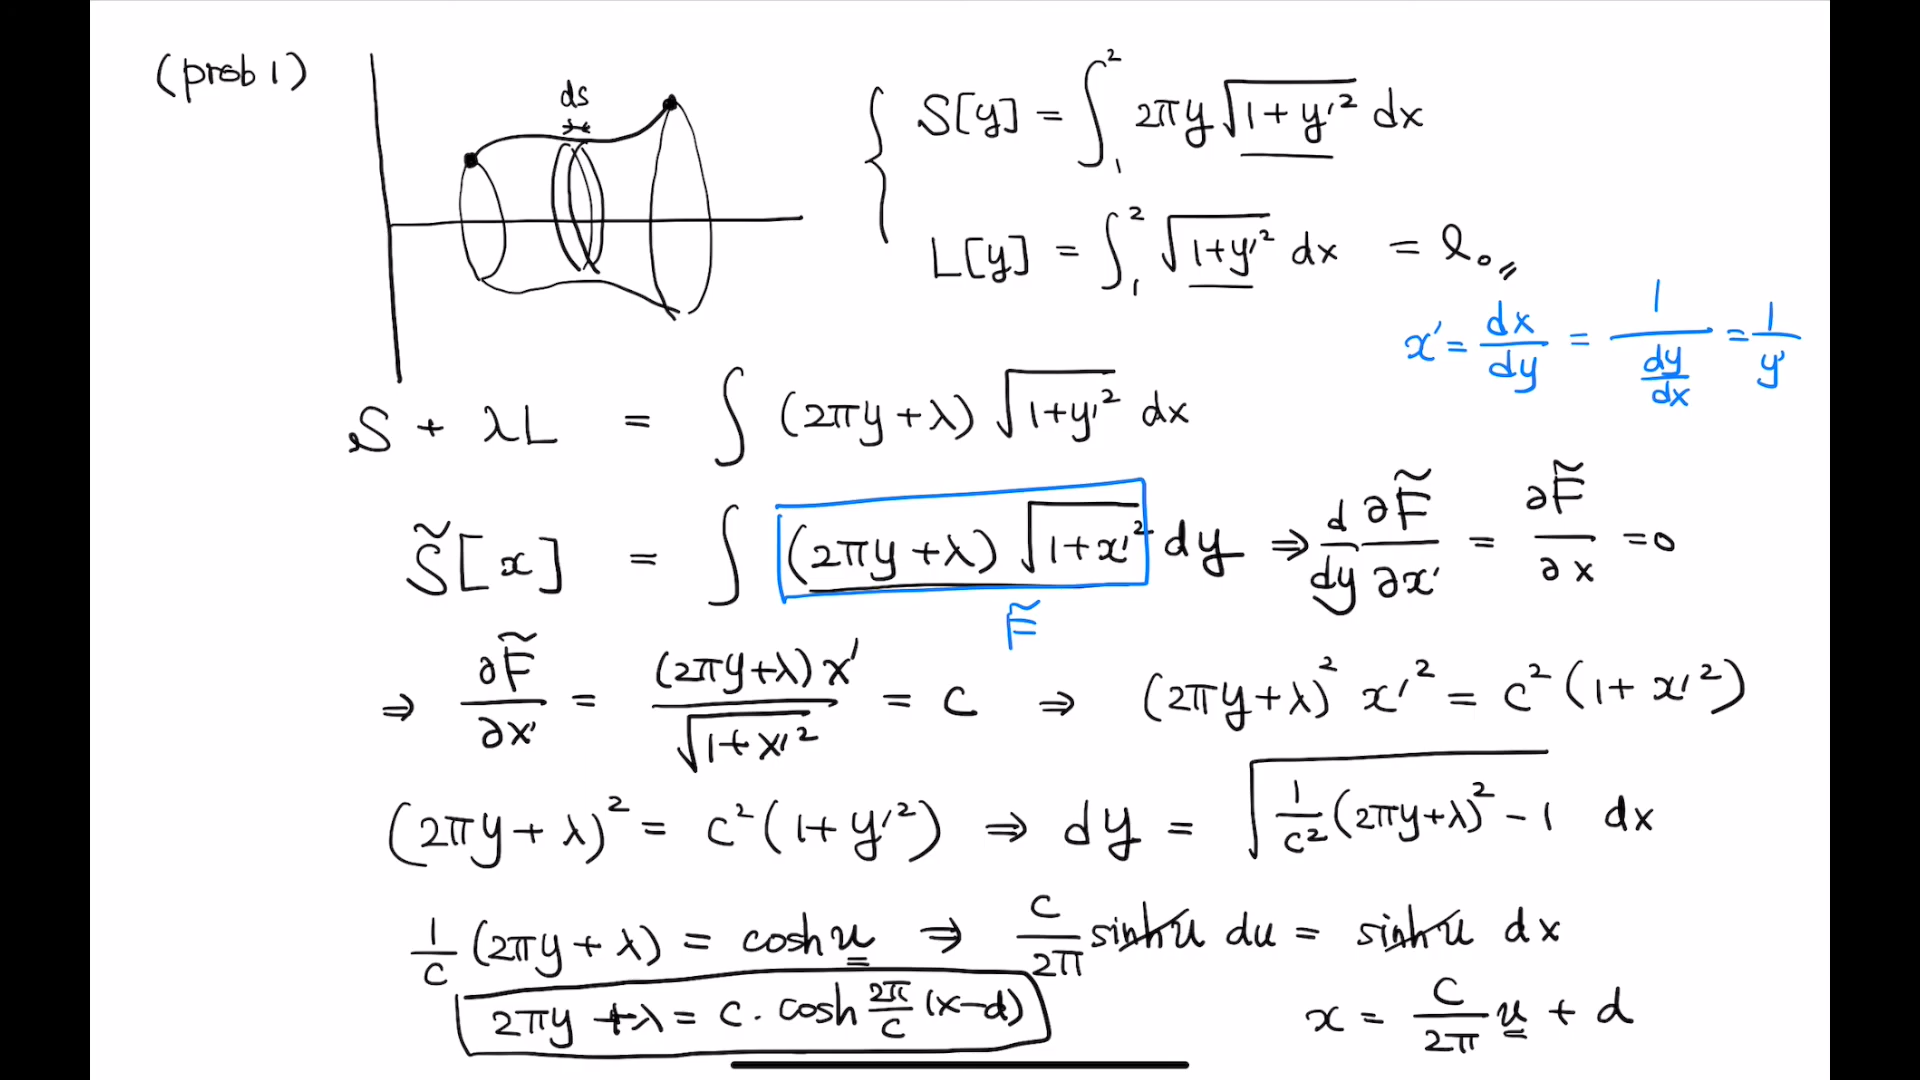 (prob 1)
ds
S[y] = ∫₁² 2πy √(1+y'²) dx
L[y] = ∫₁² √(1+y'²) dx = l₀〃
x' = dx/dy = 1/(dy/dx) = 1/y'
S + λL = ∫ (2πy+λ) √(1+y'²) dx
S̃[x] = ∫ (2πy+λ) √(1+x'²) dy ⇒ d/dy ∂F̃/∂x' = ∂F̃/∂x = 0
F̃
⇒ ∂F̃/∂x' = (2πy+λ)x'/√(1+x'²) = c ⇒ (2πy+λ)² x'² = c²(1+x'²)
(2πy+λ)² = c²(1+y'²) ⇒ dy = √(1/c² (2πy+λ)² - 1) dx
1/c (2πy+λ) = cosh u ⇒ c/2π sinh u du = sinh u dx
2πy + λ = c · cosh 2π/c (x-d)
x = c/2π u + d